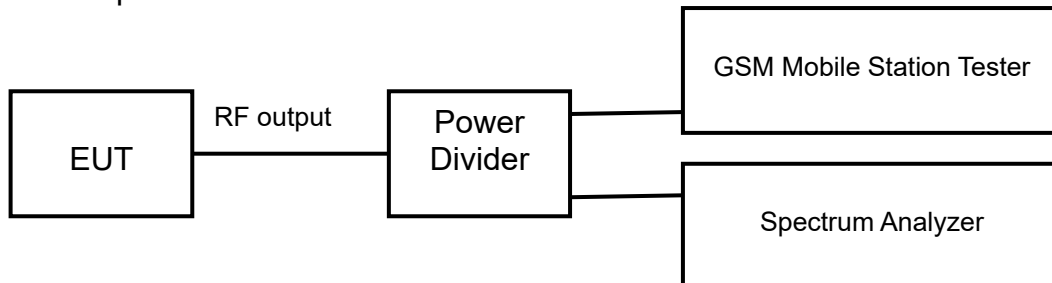 GSM Mobile Station Tester
RF output
EUT
Power
Divider
Spectrum Analyzer